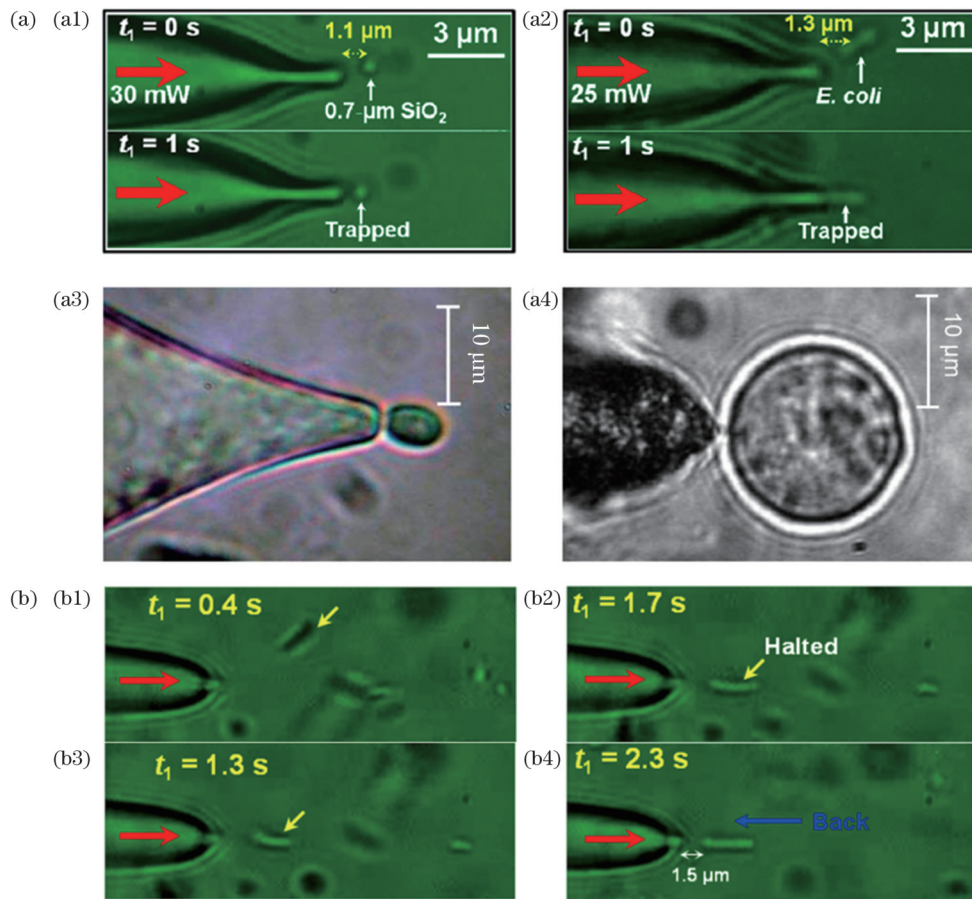 (a) (a1) t₁ = 0 s 1.1 µm 3 µm
30 mW 0.7-µm SiO₂
t₁ = 1 s
Trapped
(a2) t₁ = 0 s 1.3 µm 3 µm
25 mW E. coli
t₁ = 1 s
Trapped
(a3) 10 µm
(a4) 10 µm
(b) (b1) t₁ = 0.4 s
(b2) t₁ = 1.7 s
Halted
(b3) t₁ = 1.3 s
(b4) t₁ = 2.3 s
Back
1.5 µm